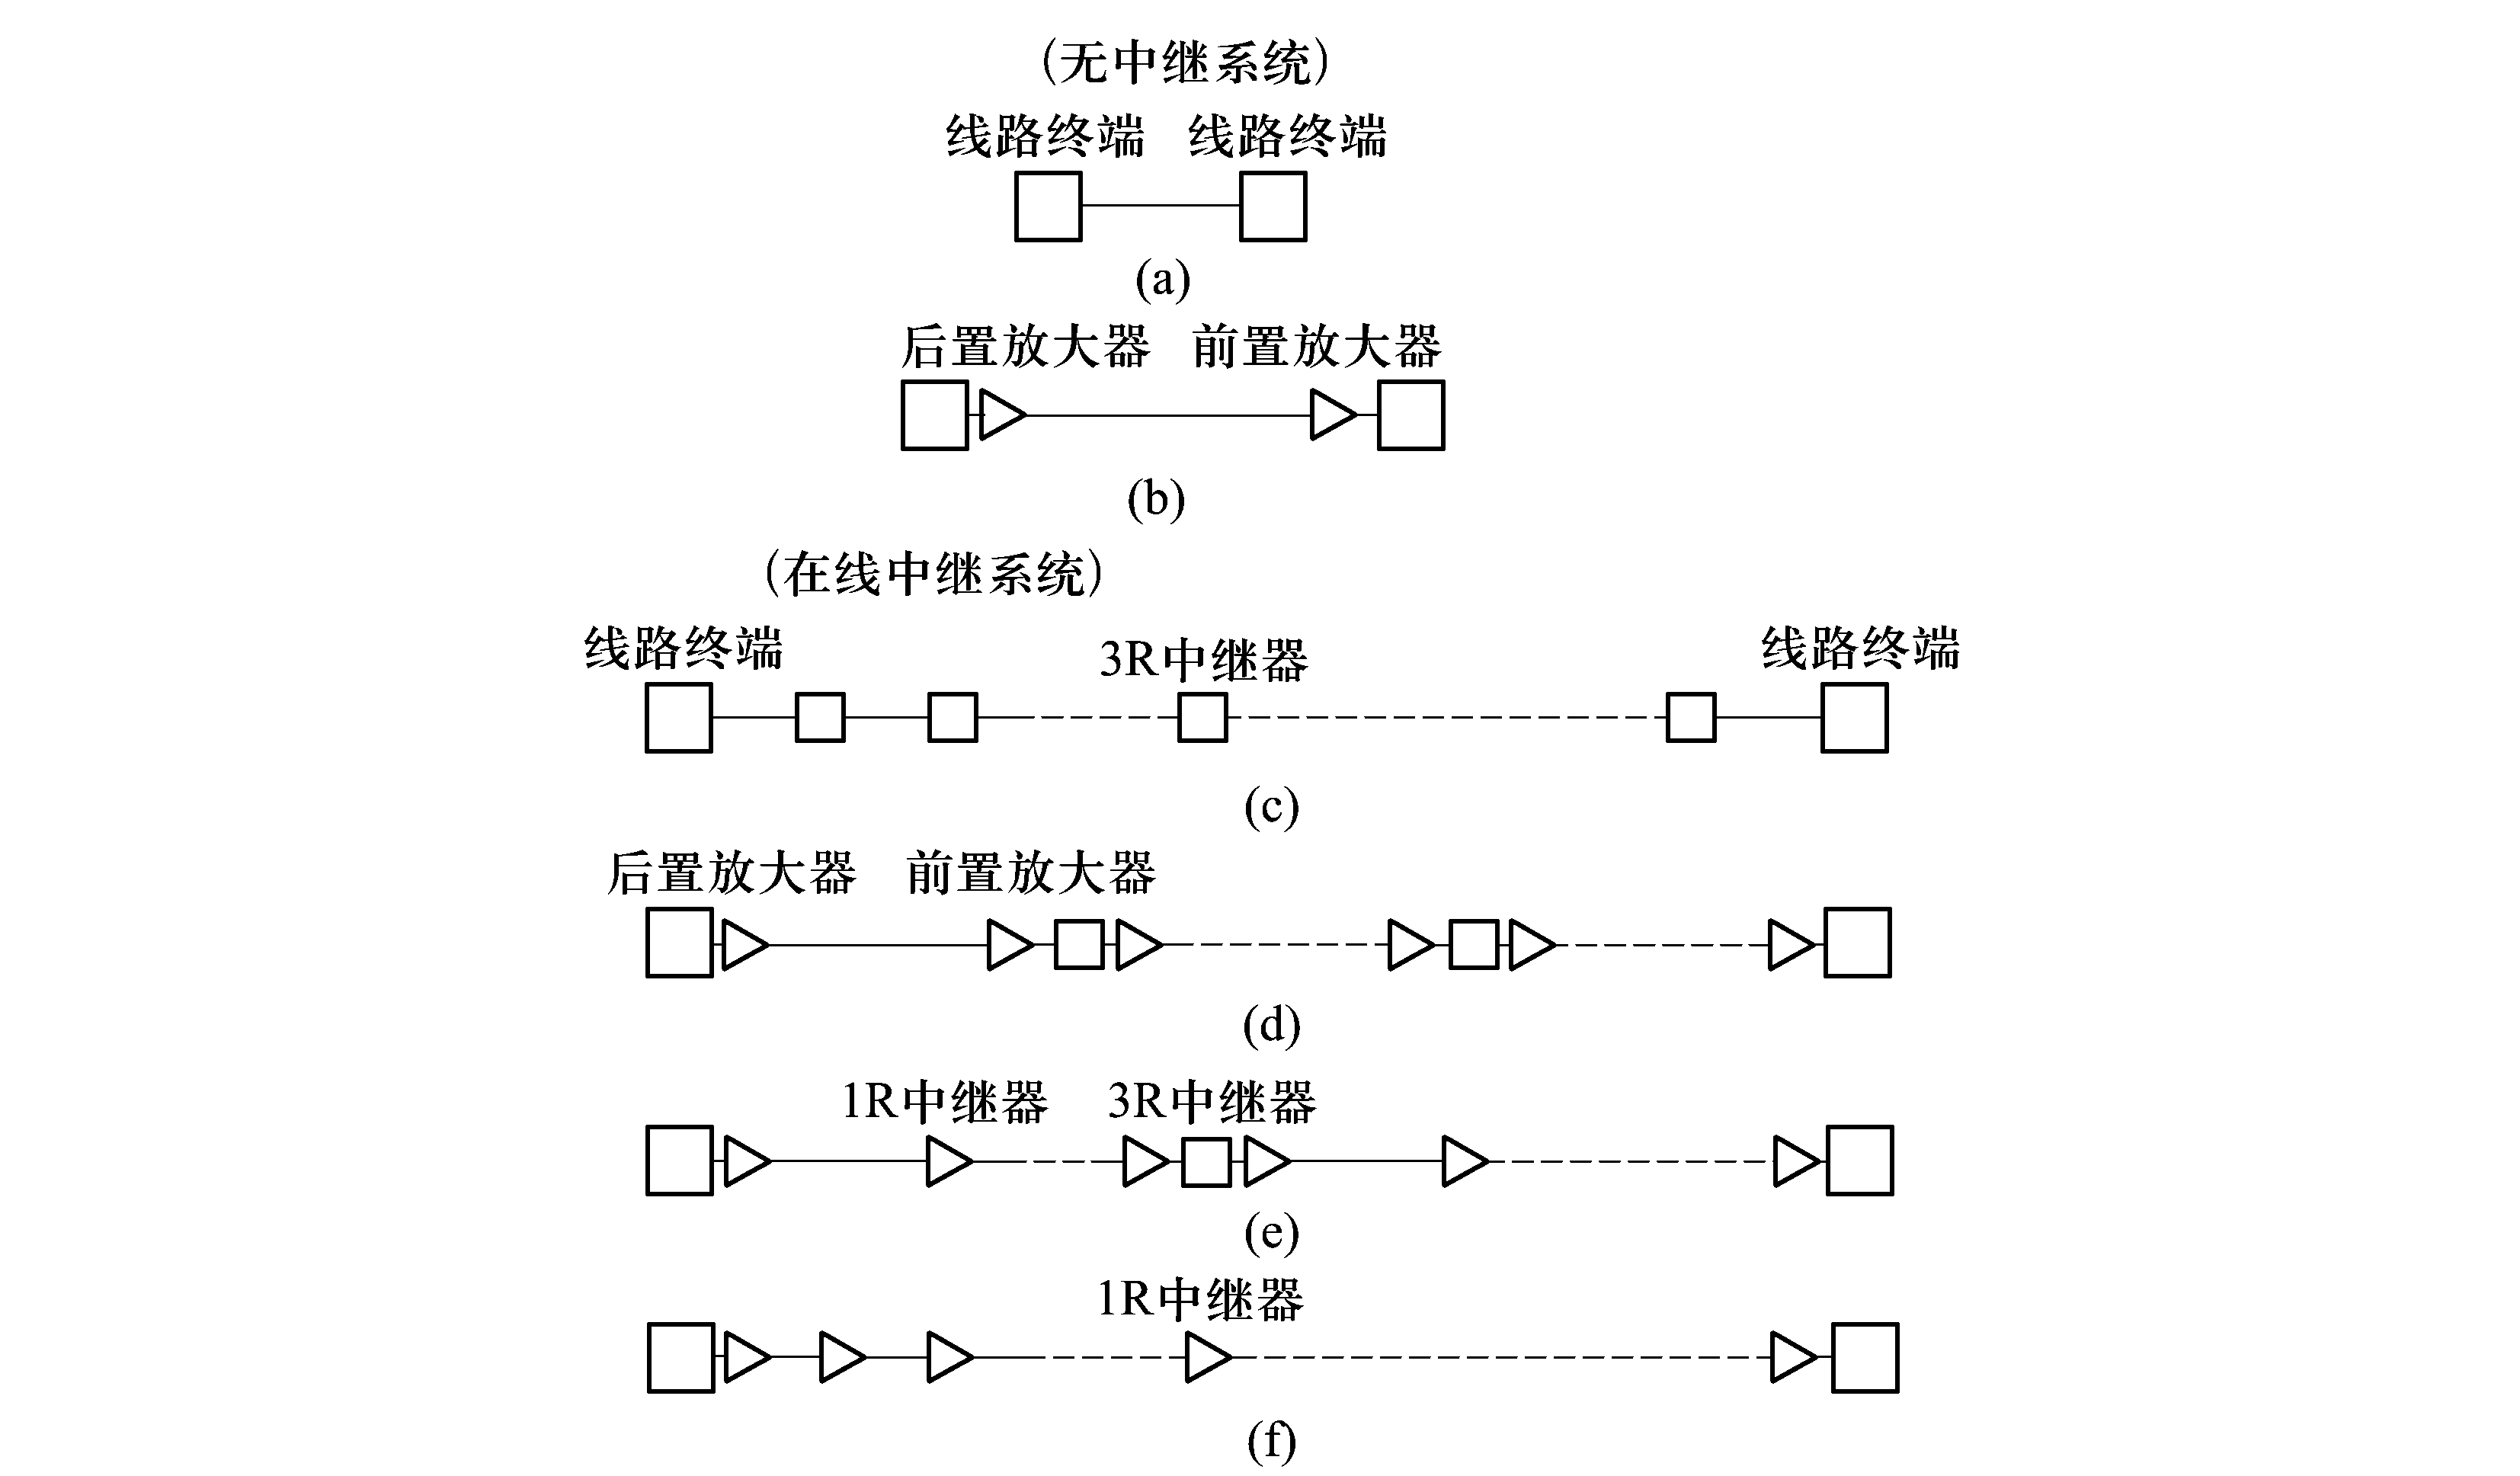 (无中继系统)
线路终端 线路终端
(a)
后置放大器 前置放大器
(b)
(在线中继系统)
线路终端 3R中继器 线路终端
(c)
后置放大器 前置放大器
(d)
1R中继器 3R中继器
(e)
1R中继器
(f)